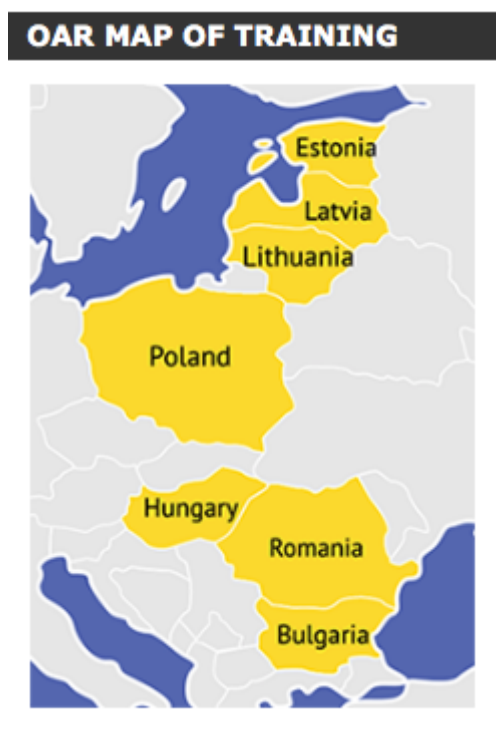 OAR MAP OF TRAINING
Estonia
Latvia
Lithuania
Poland
Hungary
Romania
Bulgaria